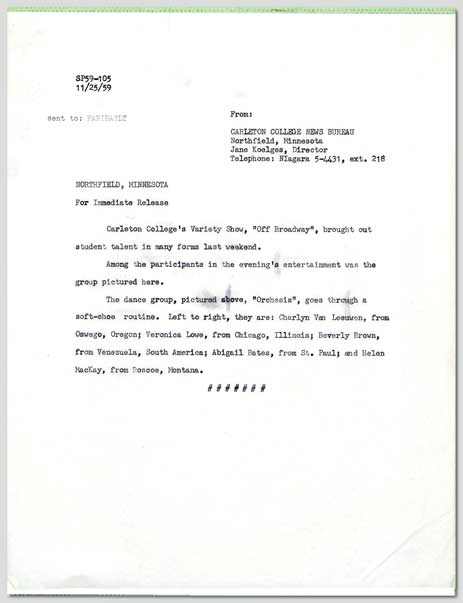 SP59-105
11/25/59
sent to: FARIBAULT
From:
CARLETON COLLEGE NEWS BUREAU
Northfield, Minnesota
Jane Koelges, Director
Telephone: NIagara 5-4431, ext. 218
NORTHFIELD, MINNESOTA
For Immediate Release
Carleton College's Variety Show, "Off Broadway", brought out
student talent in many forms last weekend.
Among the participants in the evening's entertainment was the
group pictured here.
The dance group, pictured above, "Orchesis", goes through a
soft-shoe routine. Left to right, they are: Charlyn Van Leeuwen, from
Oswego, Oregon; Veronica Lowe, from Chicago, Illinois; Beverly Brown,
from Venezuela, South America; Abigail Bates, from St. Paul; and Helen
MacKay, from Roscoe, Montana.
# # # # # # #